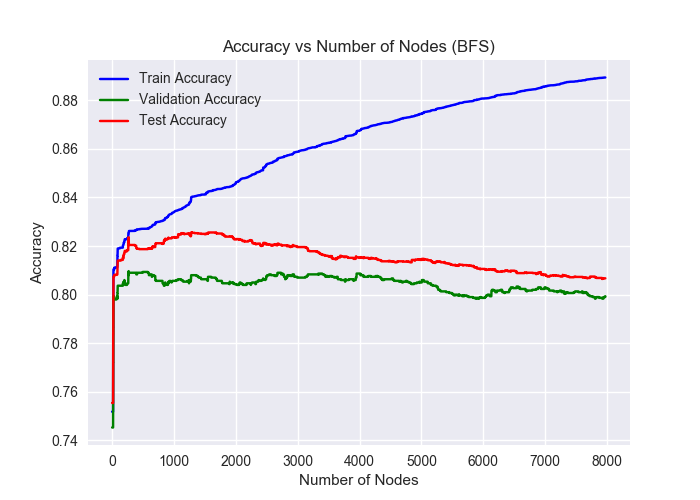 Accuracy vs Number of Nodes (BFS)
Train Accuracy
Validation Accuracy
Test Accuracy
Accuracy
0.88
0.86
0.84
0.82
0.80
0.78
0.76
0.74
0 1000 2000 3000 4000 5000 6000 7000 8000
Number of Nodes